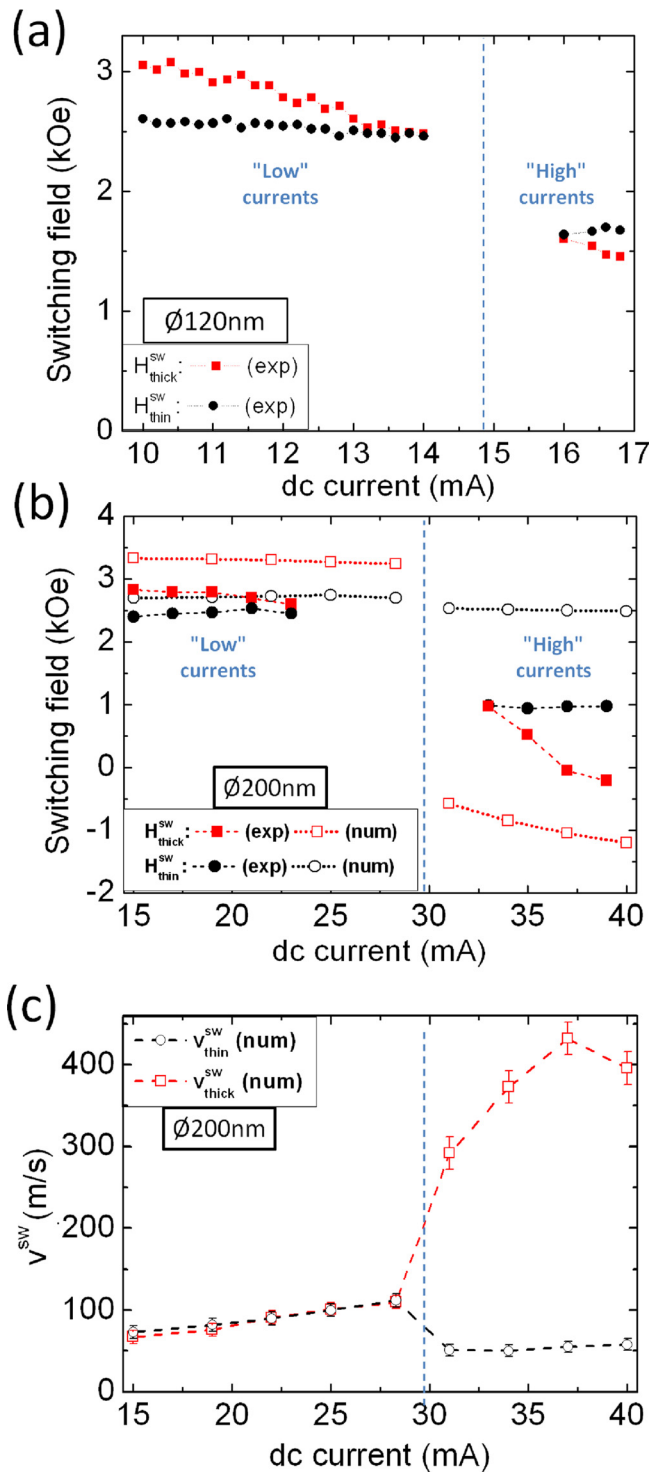 (a)
3
2
1
0
Switching field (kOe)
"Low" currents
"High" currents
Ø120nm
H^sw_thick: (exp)
H^sw_thin: (exp)
10 11 12 13 14 15 16 17
dc current (mA)
(b)
4
3
2
1
0
-1
-2
Switching field (kOe)
"Low" currents
"High" currents
Ø200nm
H^sw_thick: (exp) (num)
H^sw_thin: (exp) (num)
15 20 25 30 35 40
dc current (mA)
(c)
v^sw_thin (num)
v^sw_thick (num)
Ø200nm
400
300
200
100
0
v^sw (m/s)
15 20 25 30 35 40
dc current (mA)